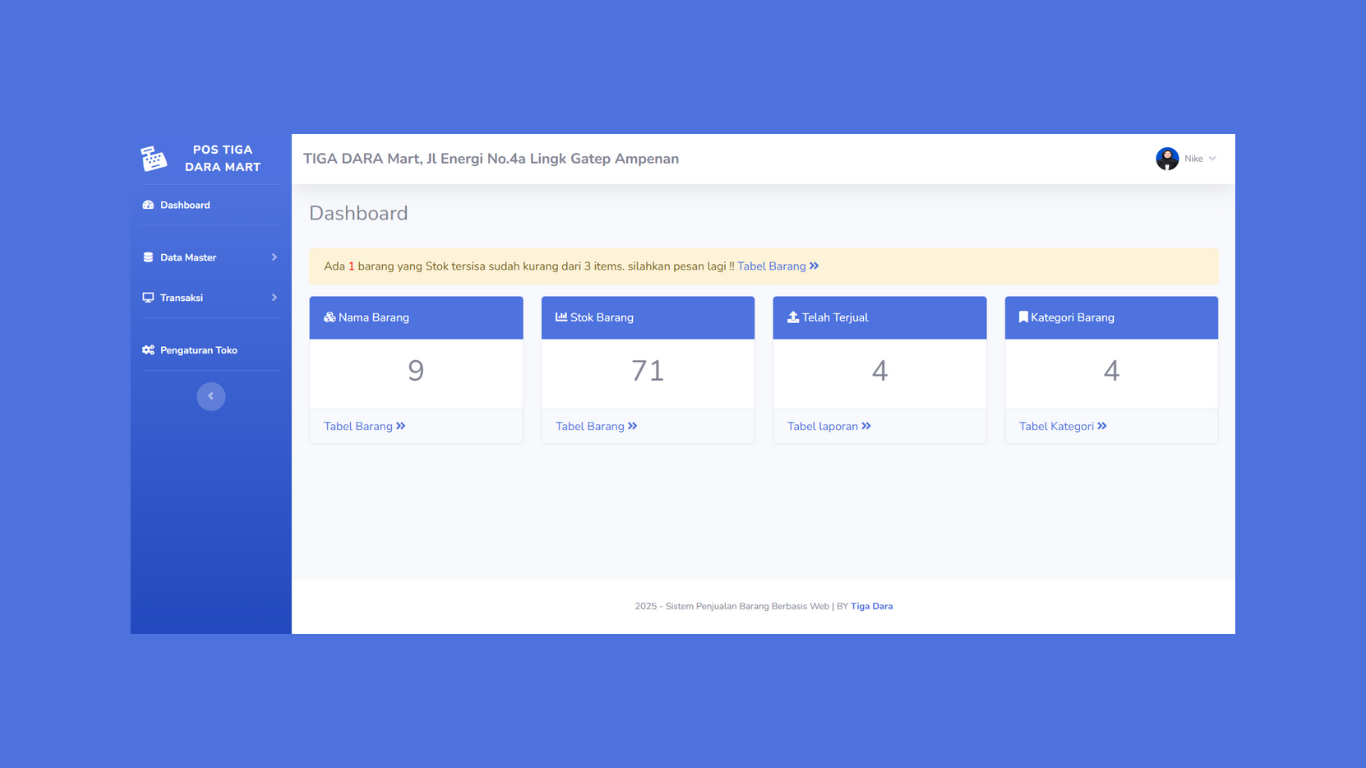 POS TIGA
DARA MART
Dashboard
Data Master
Transaksi
Pengaturan Toko
TIGA DARA Mart, Jl Energi No.4a Lingk Gatep Ampenan
Nike
Dashboard
Ada 1 barang yang Stok tersisa sudah kurang dari 3 items. silahkan pesan lagi !! Tabel Barang
Nama Barang
9
Tabel Barang
Stok Barang
71
Tabel Barang
Telah Terjual
4
Tabel laporan
Kategori Barang
4
Tabel Kategori
2025 - Sistem Penjualan Barang Berbasis Web | BY Tiga Dara